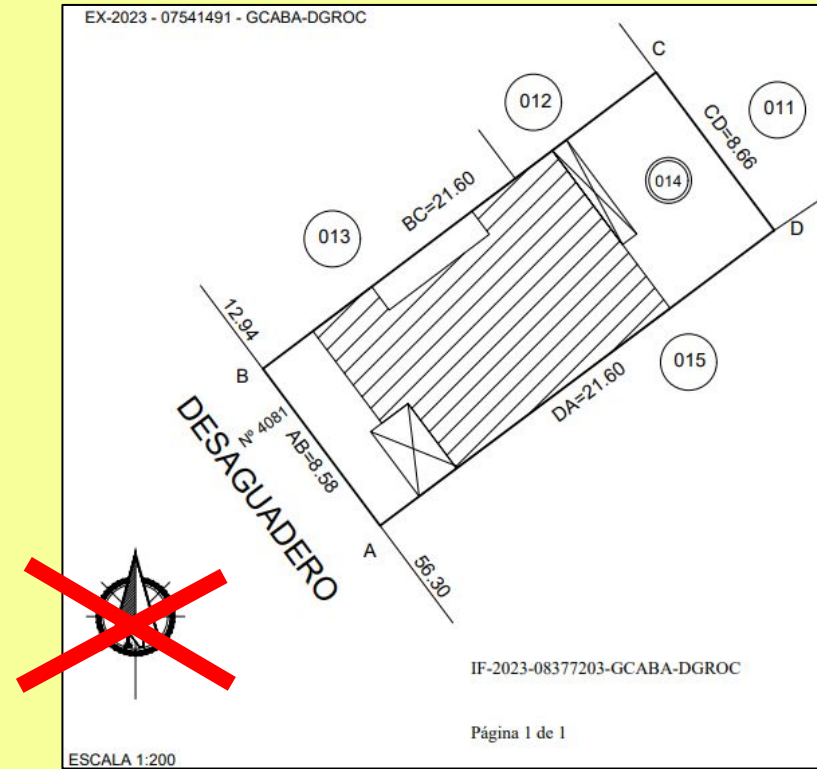 EX-2023 - 07541491 - GCABA-DGROC
C
012
011
CD=8.66
014
BC=21.60
013
D
12.94
015
B
DA=21.60
Nº 4081
AB=8.58
DESAGUADERO
A
56.30
IF-2023-08377203-GCABA-DGROC
Página 1 de 1
ESCALA 1:200